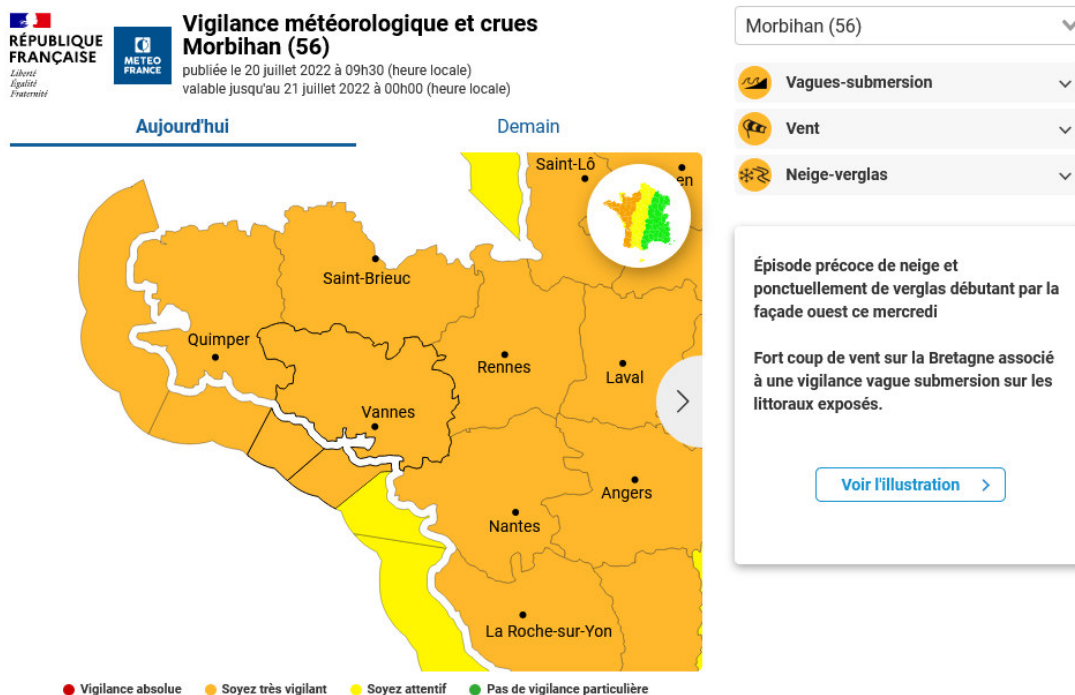 RÉPUBLIQUE
FRANÇAISE
Liberté
Égalité
Fraternité
METEO
FRANCE
Vigilance météorologique et crues
Morbihan (56)
publiée le 20 juillet 2022 à 09h30 (heure locale)
valable jusqu'au 21 juillet 2022 à 00h00 (heure locale)
Aujourd'hui
Demain
Saint-Lô
en
Saint-Brieuc
Quimper
Rennes
Laval
Vannes
Angers
Nantes
La Roche-sur-Yon
Vigilance absolue
Soyez très vigilant
Soyez attentif
Pas de vigilance particulière
Morbihan (56)
Vagues-submersion
Vent
Neige-verglas
Épisode précoce de neige et
ponctuellement de verglas débutant par la
façade ouest ce mercredi
Fort coup de vent sur la Bretagne associé
à une vigilance vague submersion sur les
littoraux exposés.
Voir l'illustration